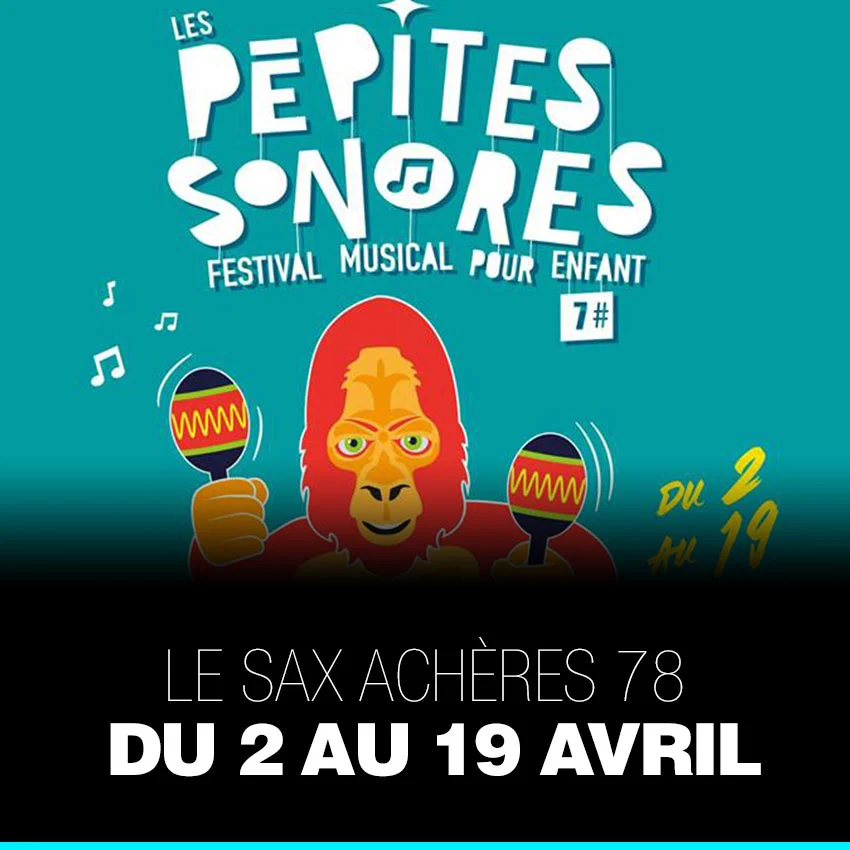 LES
PÉPITES
SONORES
FESTIVAL MUSICAL POUR ENFANT
7#
DU 2
AU 19
LE SAX ACHÈRES 78
DU 2 AU 19 AVRIL